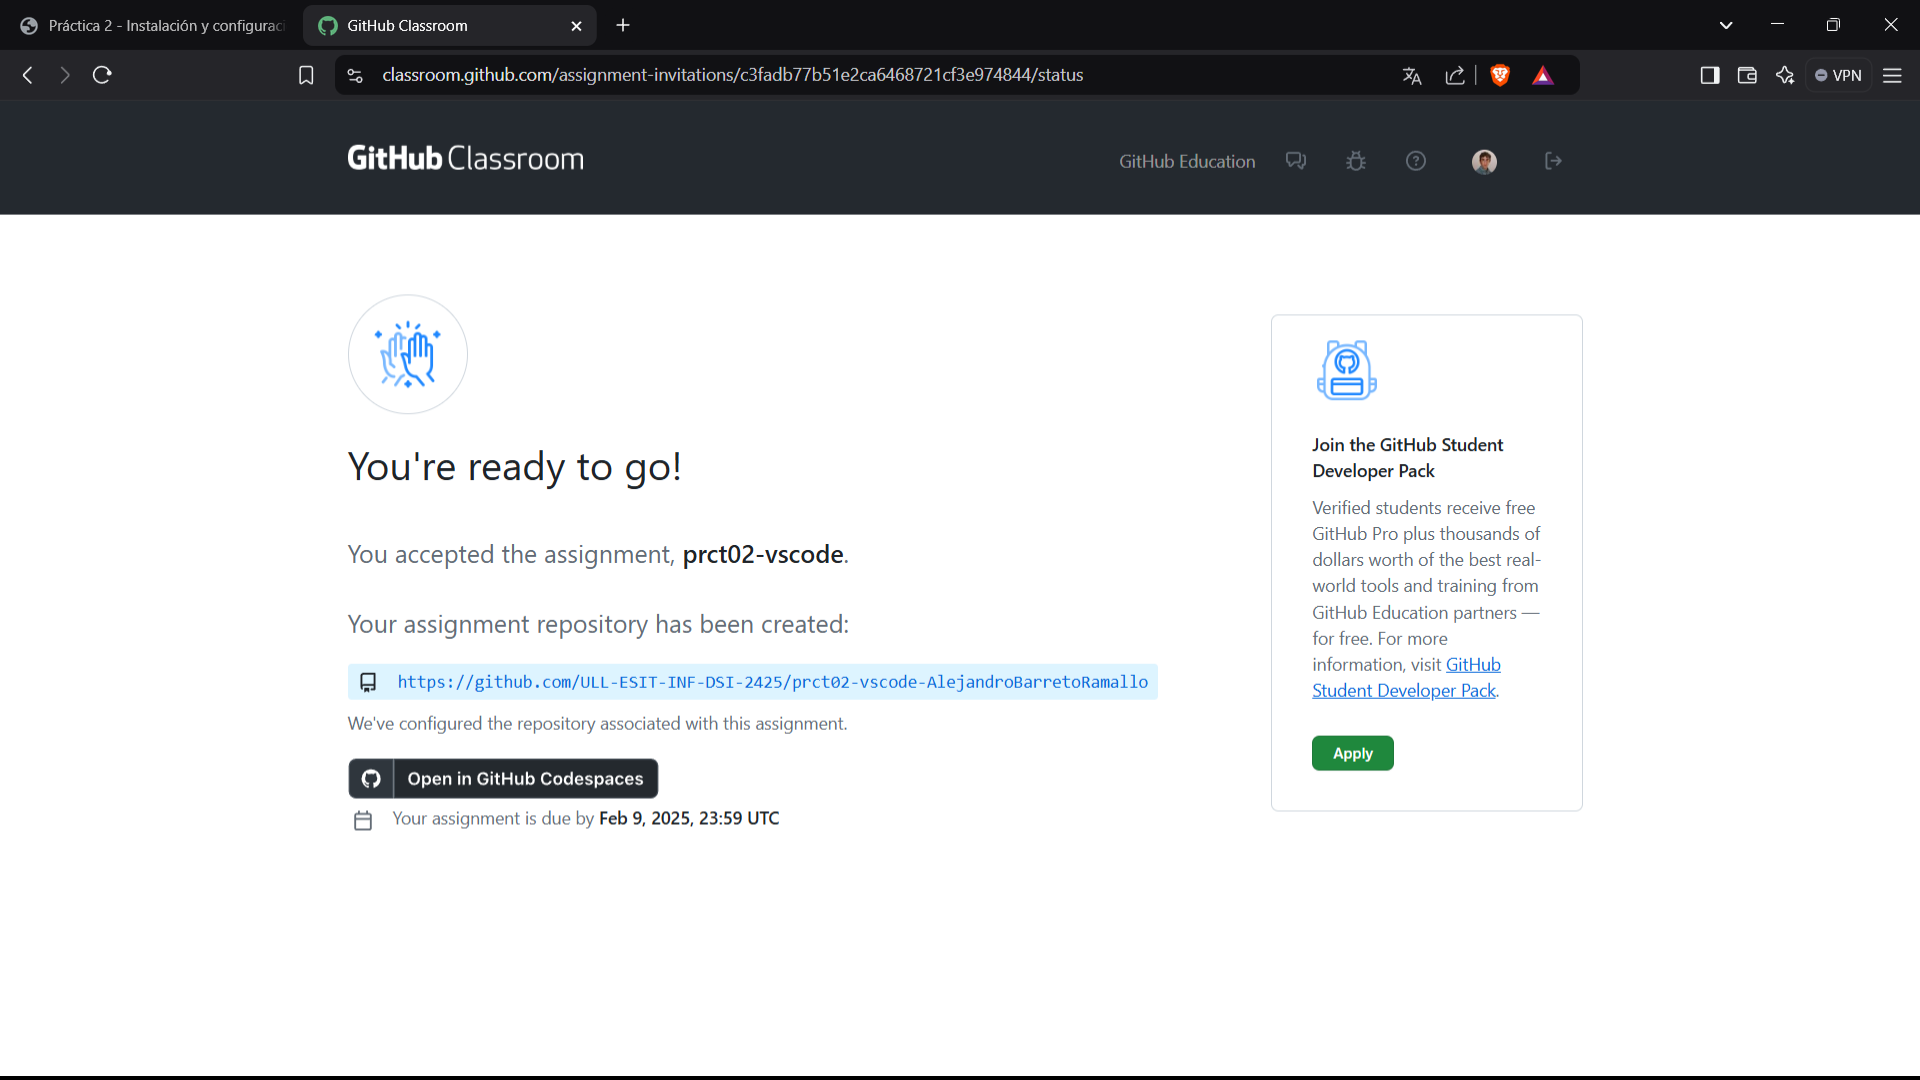 Práctica 2 - Instalación y configurac
GitHub Classroom
classroom.github.com/assignment-invitations/c3fadb77b51e2ca6468721cf3e974844/status
VPN
GitHub Classroom
GitHub Education
You're ready to go!
You accepted the assignment, prct02-vscode.
Your assignment repository has been created:
https://github.com/ULL-ESIT-INF-DSI-2425/prct02-vscode-AlejandroBarretoRamallo
We've configured the repository associated with this assignment.
Open in GitHub Codespaces
Your assignment is due by Feb 9, 2025, 23:59 UTC
Join the GitHub Student
Developer Pack
Verified students receive free
GitHub Pro plus thousands of
dollars worth of the best real-
world tools and training from
GitHub Education partners —
for free. For more
information, visit GitHub
Student Developer Pack.
Apply